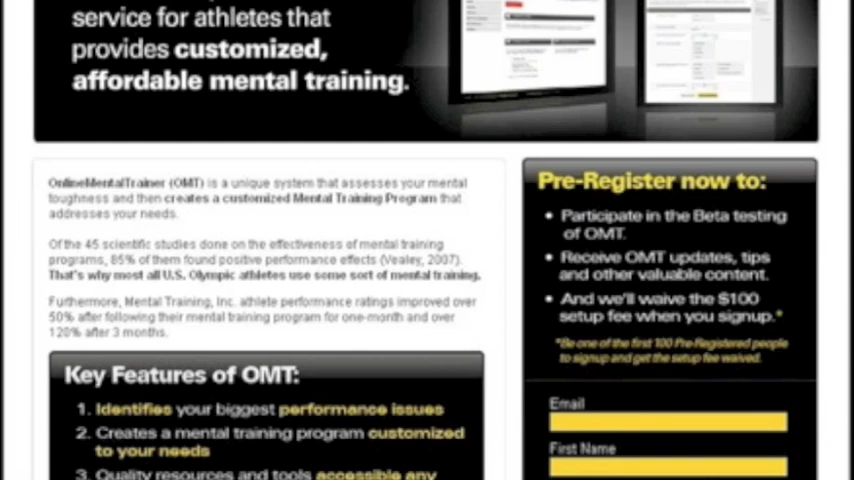 service for athletes that
provides customized,
affordable mental training.
OnlineMentalTrainer (OMT) is a unique system that assesses your mental
toughness and then creates a customized Mental Training Program that
addresses your needs.
Of the 45 scientific studies done on the effectiveness of mental training
programs, 85% of them found positive performance effects (Vealey, 2007).
That's why most all U.S. Olympic athletes use some sort of mental training.
Furthermore, Mental Training, Inc. athlete performance ratings improved over
50% after following their mental training program for one-month and over
120% after 3 months.
Key Features of OMT:
1. Identifies your biggest performance issues
2. Creates a mental training program customized
to your needs
3. Quality resources and tools accessible any
Pre-Register now to:
• Participate in the Beta testing
of OMT.
• Receive OMT updates, tips
and other valuable content.
• And we'll waive the $100
setup fee when you signup.*
*Be one of the first 100 Pre-Registered people
to signup and get the setup fee waived.
Email
First Name